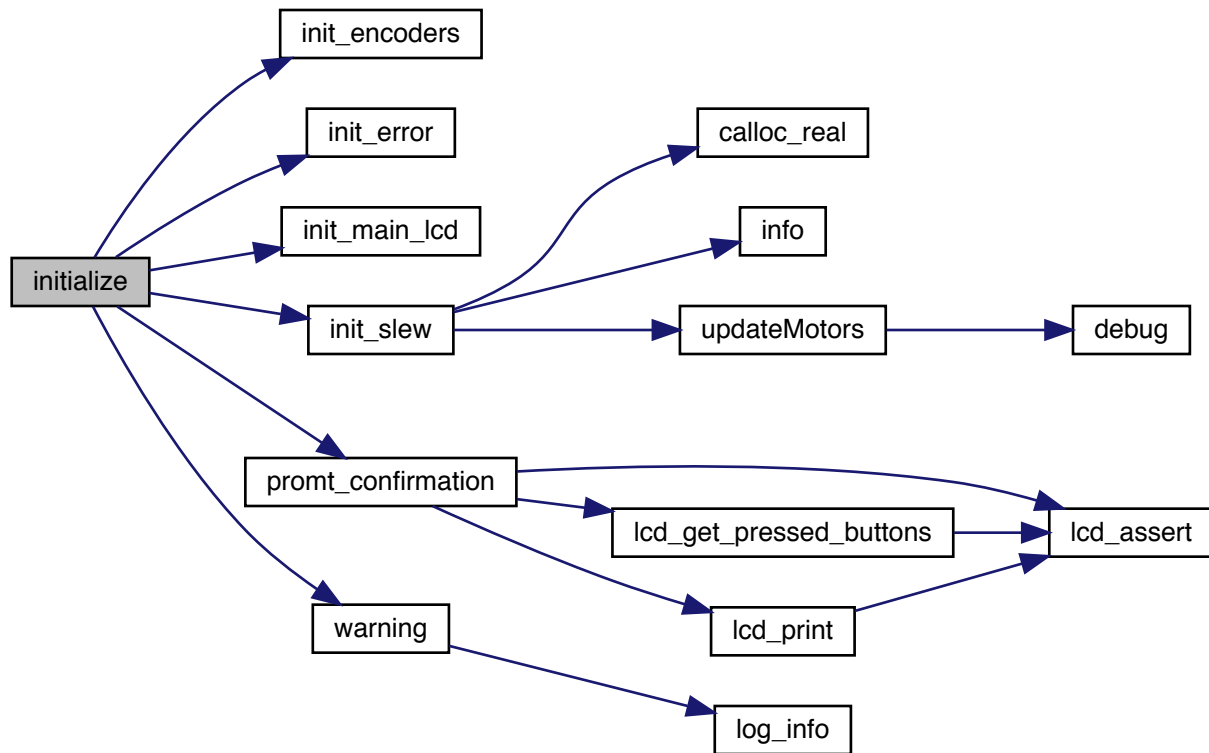 init_encoders
init_error
calloc_real
init_main_lcd
info
initialize
init_slew
updateMotors
debug
promt_confirmation
lcd_get_pressed_buttons
lcd_assert
warning
lcd_print
log_info